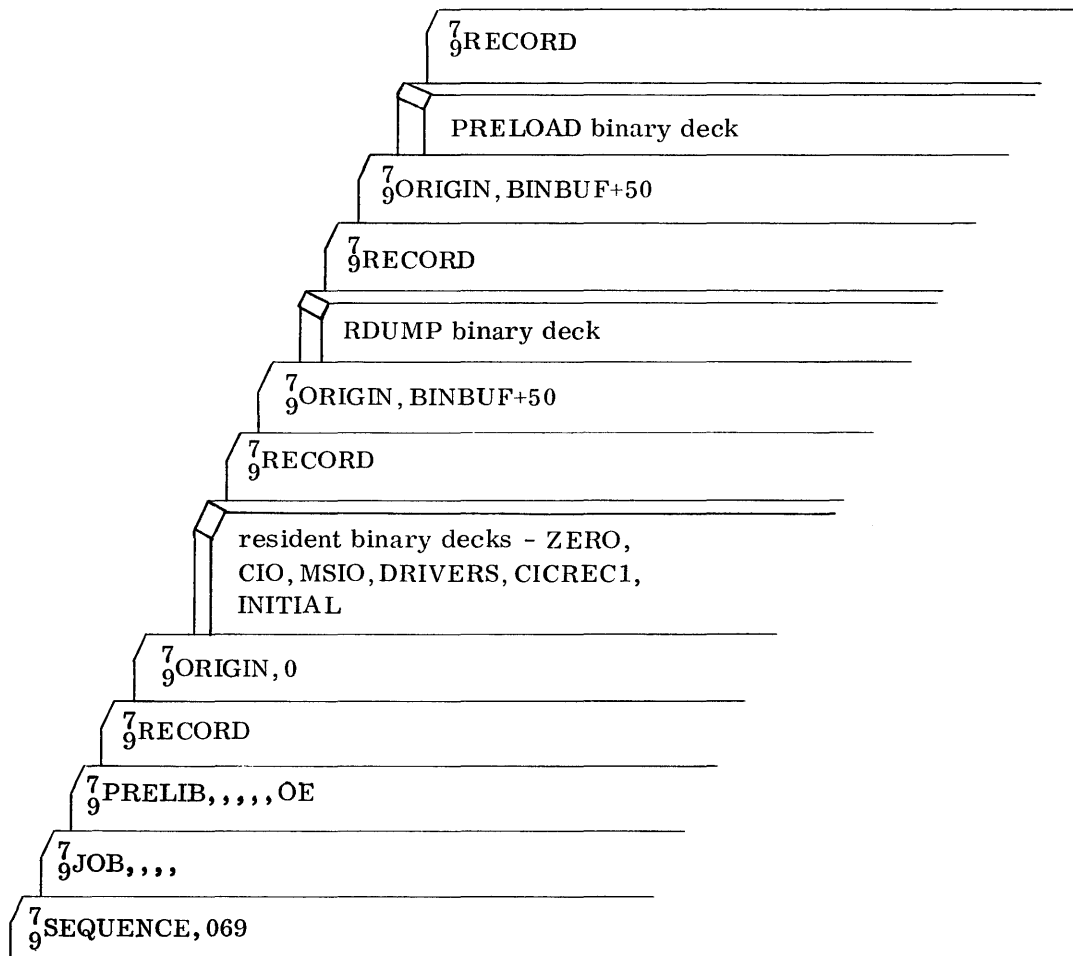 7
9RECORD
PRELOAD binary deck
7
9ORIGIN, BINBUF+50
7
9RECORD
RDUMP binary deck
7
9ORIGIN, BINBUF+50
7
9RECORD
resident binary decks - ZERO,
CIO, MSIO, DRIVERS, CICREC1,
INITIAL
7
9ORIGIN, 0
7
9RECORD
7
9PRELIB, , , , , OE
7
9JOB, , , ,
7
9SEQUENCE, 069